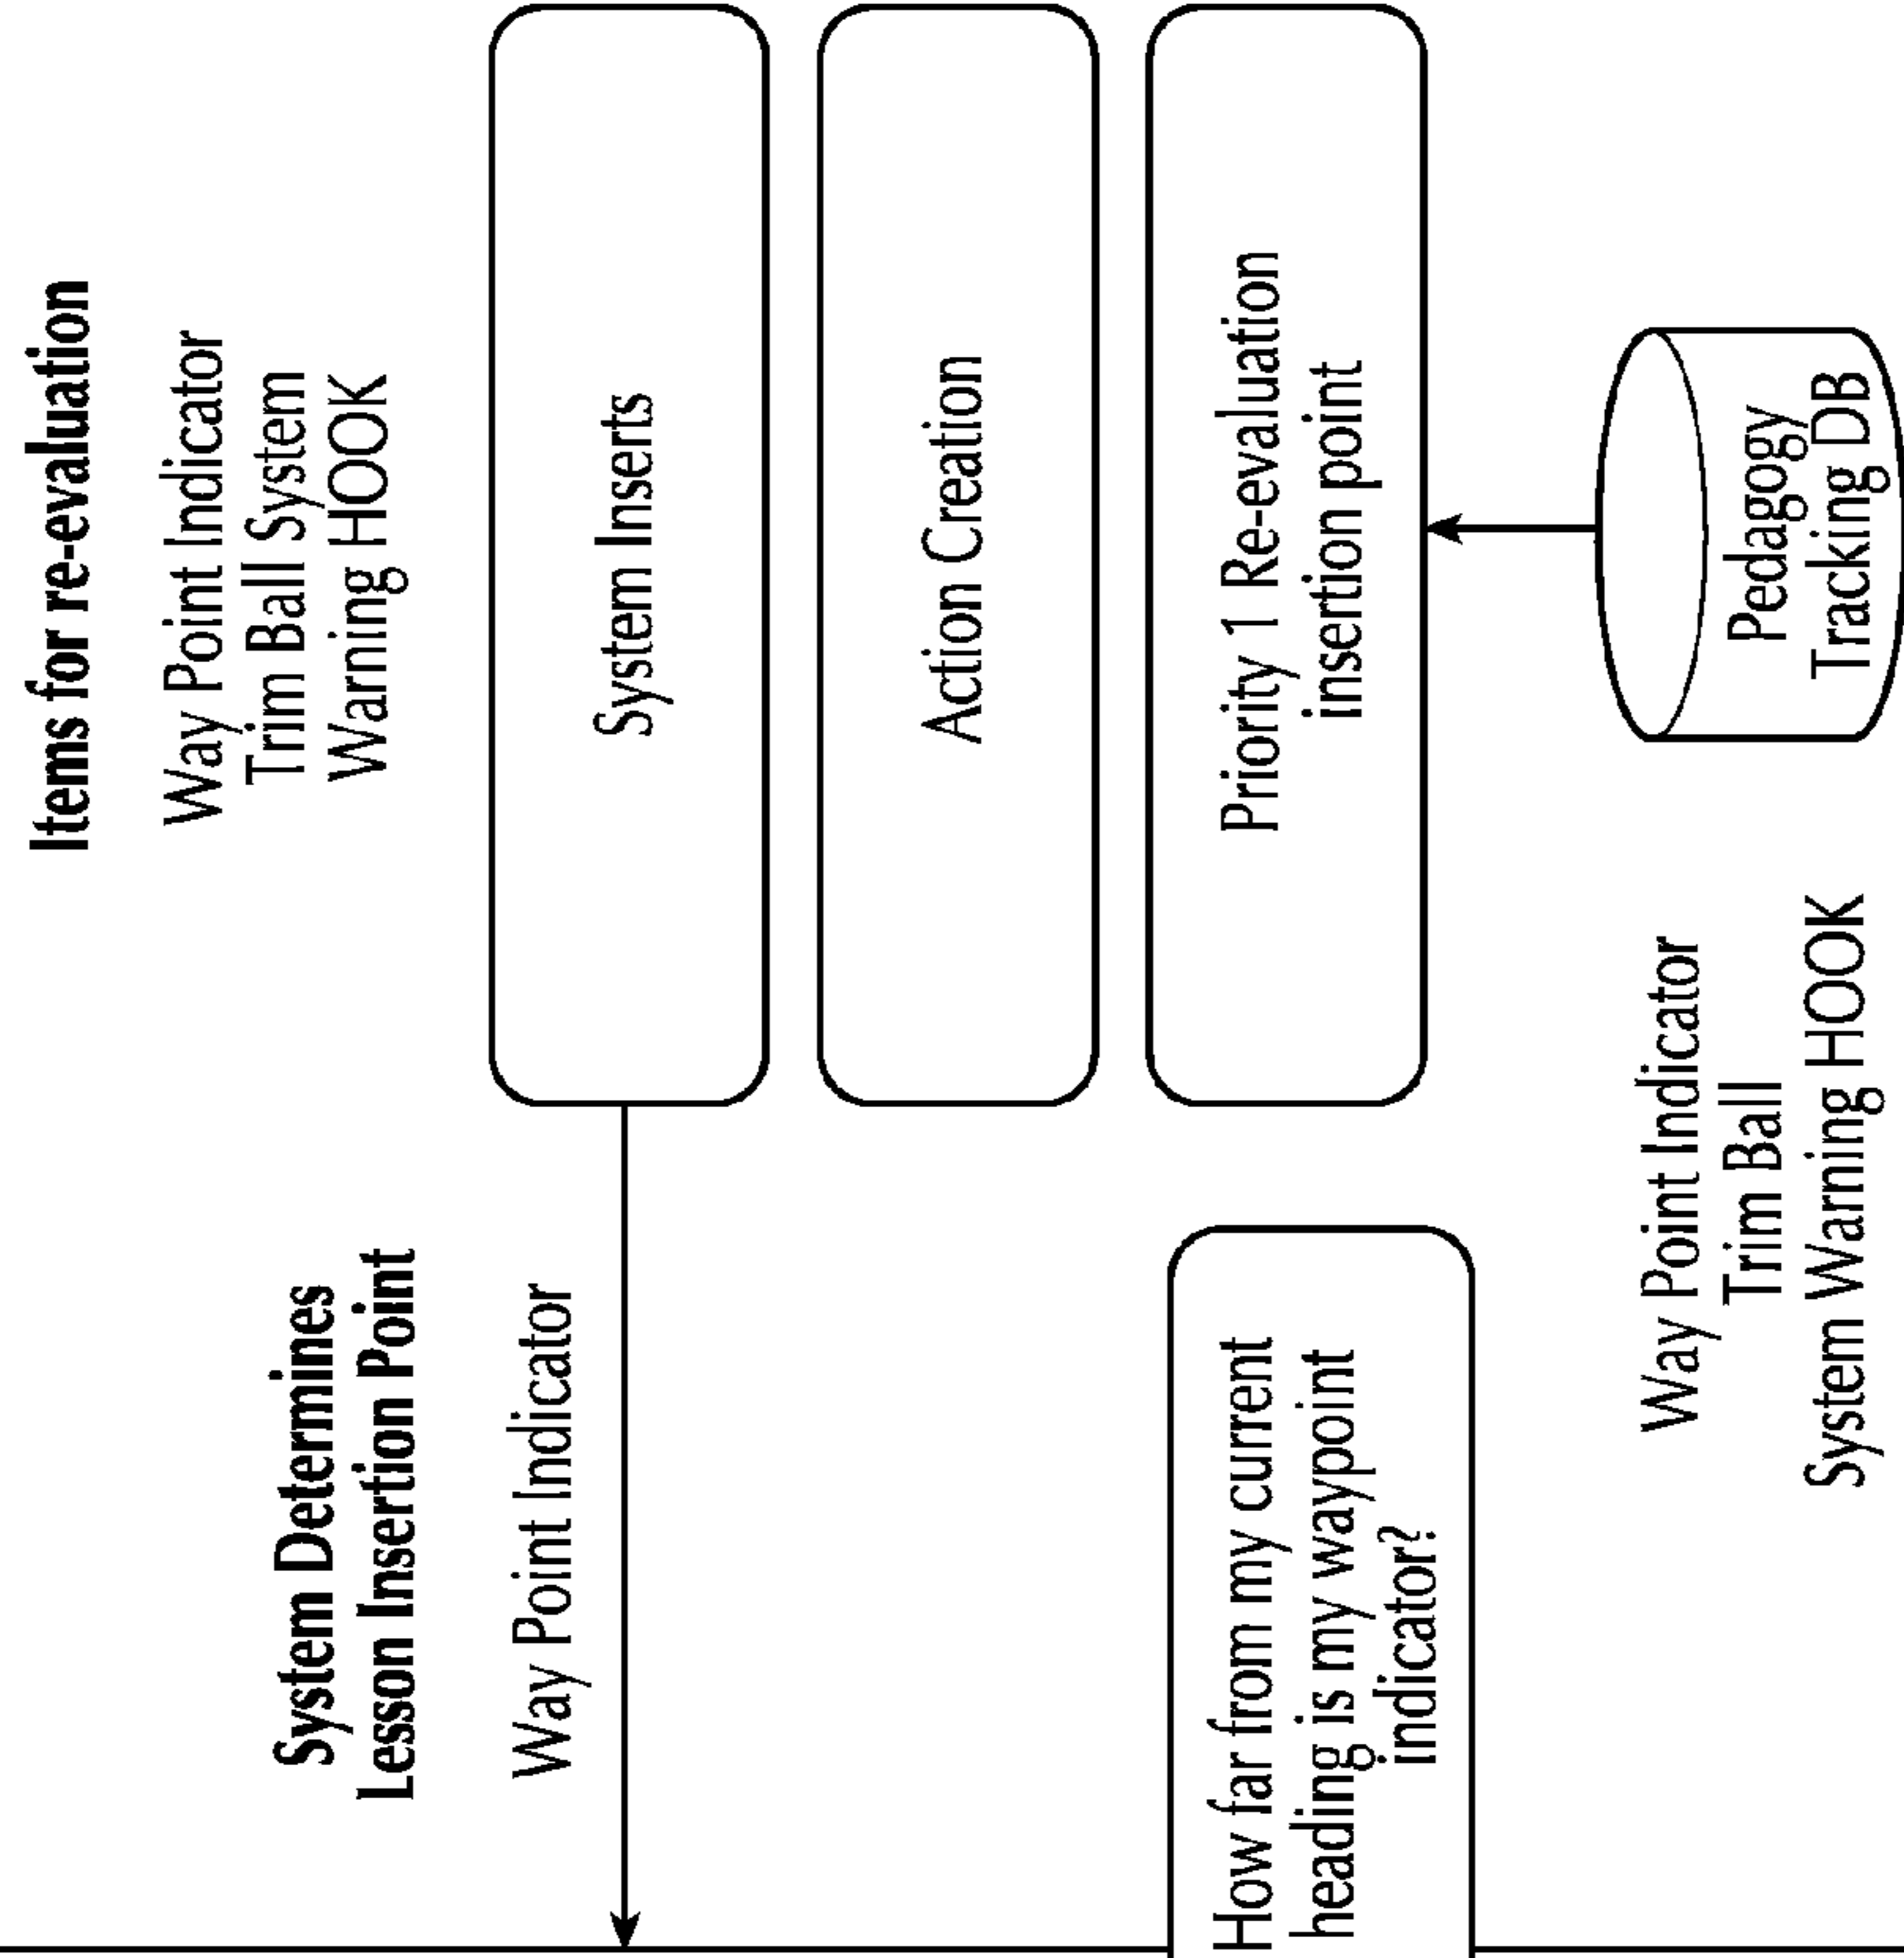 Items for re-evaluation
Way Point Indicator
Trim Ball System
Warning HOOK
System Determines
Lesson Insertion Point
Way Point Indicator
System Inserts
Action Creation
Priority 1 Re-evaluation
insertion point
How far from my current
heading is my waypoint
indicator?
Way Point Indicator
Trim Ball
System Warning HOOK
Pedagogy
Tracking DB